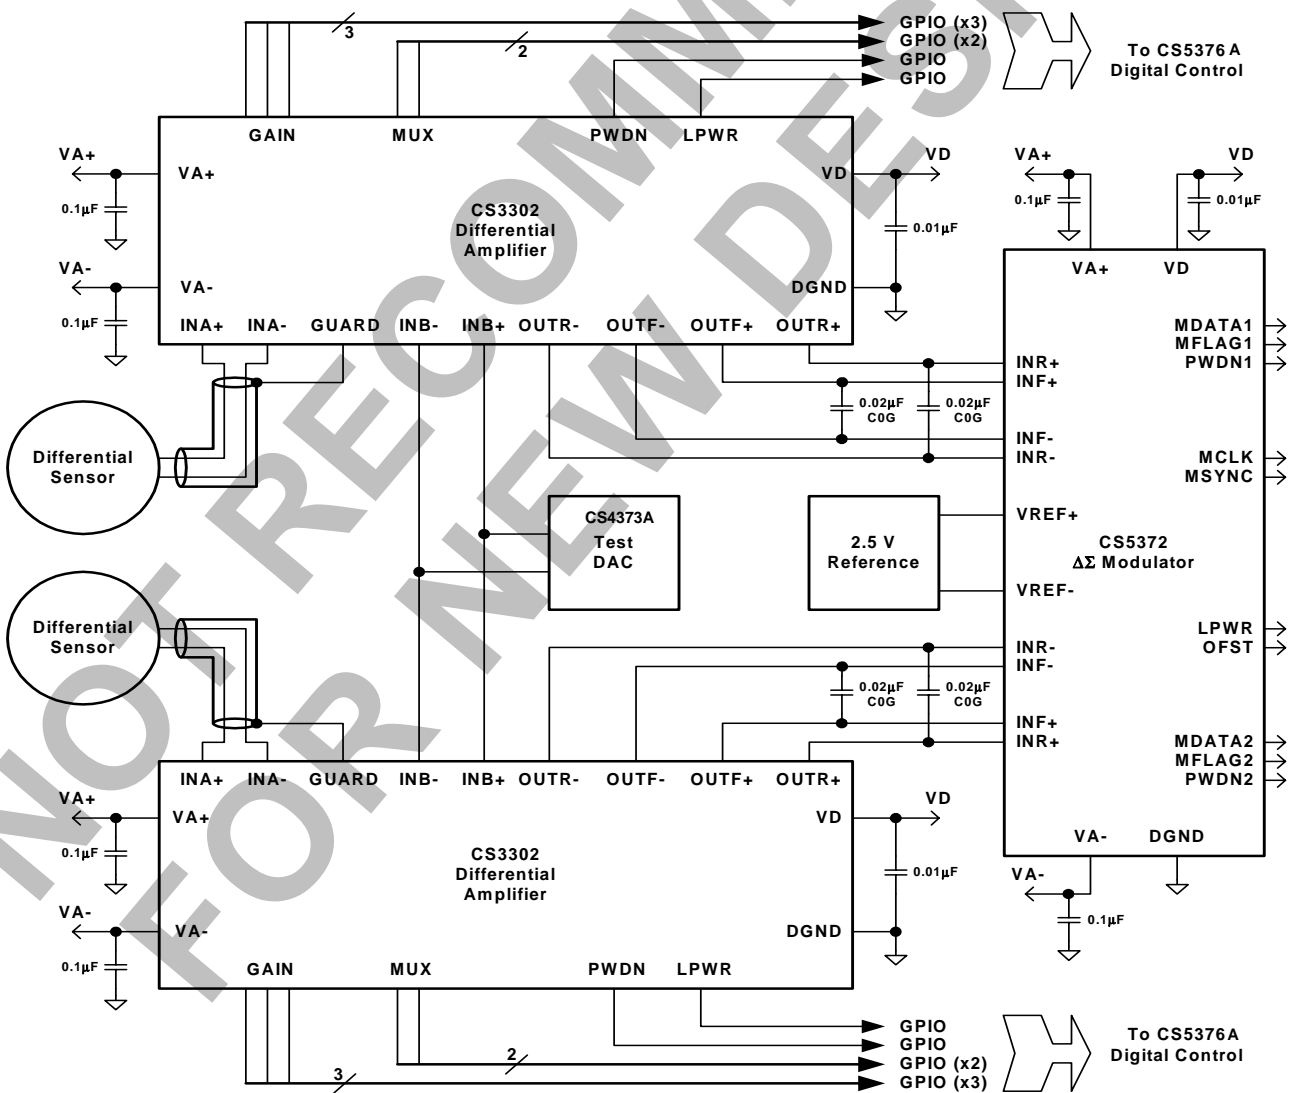 3
GPIO (x3)
2
GPIO (x2)
GPIO
GPIO
To CS5376A
Digital Control
GAIN
MUX
PWDN
LPWR
VA+
VA+
0.1µF
VD
VD
CS3302
Differential
Amplifier
0.01µF
VA-
VA-
0.1µF
DGND
INA+
INA-
GUARD
INB-
INB+
OUTR-
OUTF-
OUTF+
OUTR+
VA+
0.1µF
VD
0.01µF
VA+
VD
MDATA1
MFLAG1
PWDN1
INR+
INF+
0.02µF
C0G
0.02µF
C0G
INF-
INR-
MCLK
MSYNC
Differential
Sensor
CS4373A
Test
DAC
2.5 V
Reference
VREF+
CS5372
ΔΣ Modulator
VREF-
LPWR
OFST
Differential
Sensor
INR-
INF-
0.02µF
C0G
0.02µF
C0G
INF+
INR+
MDATA2
MFLAG2
PWDN2
INA+
INA-
GUARD
INB-
INB+
OUTR-
OUTF-
OUTF+
OUTR+
VA+
VA+
0.1µF
VD
VD
CS3302
Differential
Amplifier
0.01µF
VA-
DGND
VA-
0.1µF
VA-
VA-
0.1µF
DGND
GAIN
MUX
PWDN
LPWR
GPIO
GPIO
2
GPIO (x2)
3
GPIO (x3)
To CS5376A
Digital Control